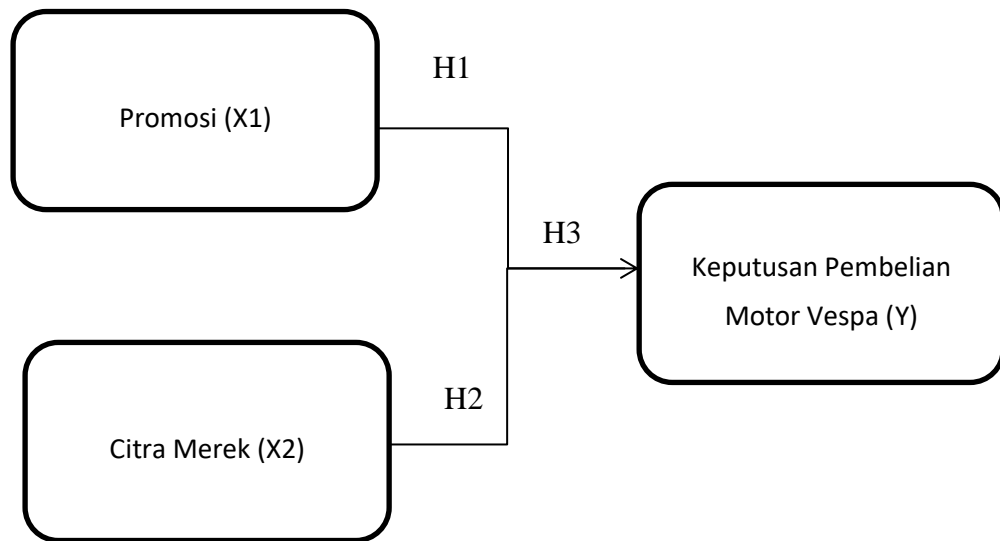 H1
Promosi (X1)
H3
Keputusan Pembelian
Motor Vespa (Y)
H2
Citra Merek (X2)